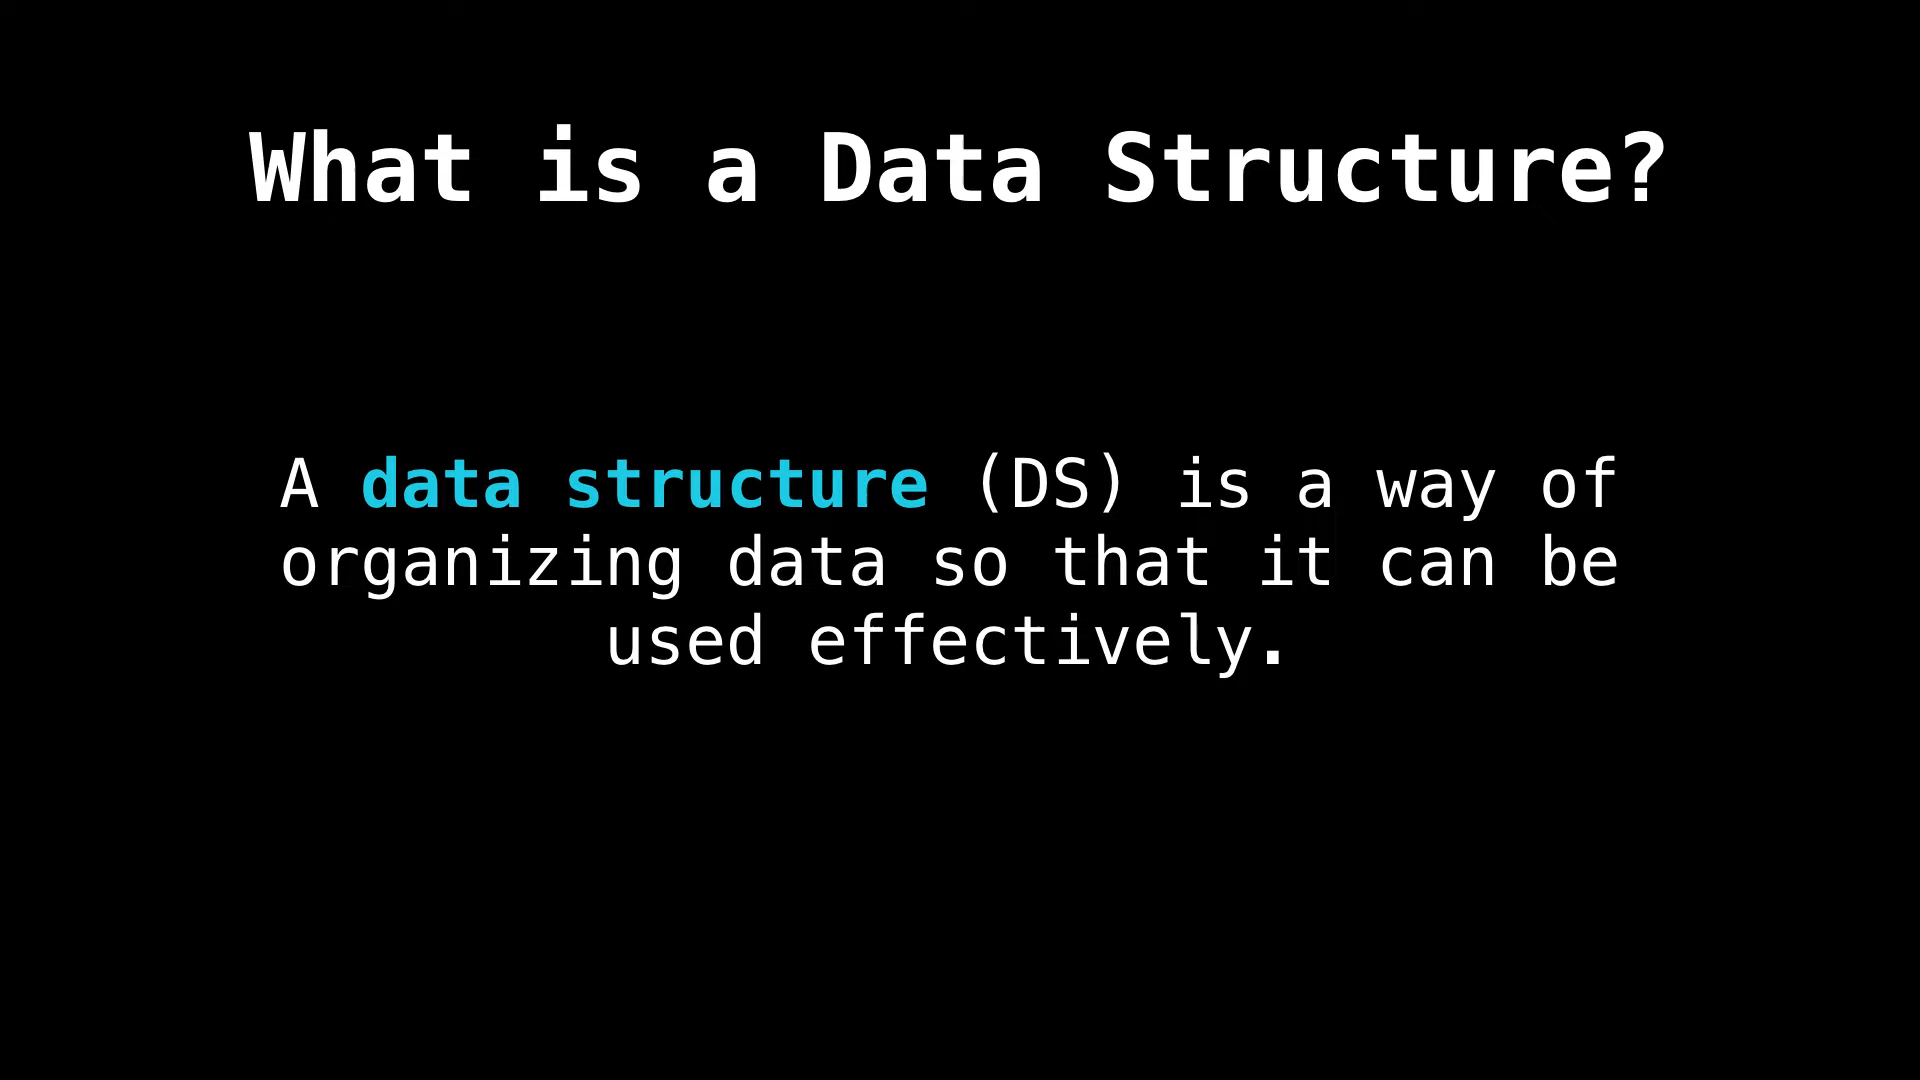 What is a Data Structure?
A data structure (DS) is a way of
organizing data so that it can be
used effectively.